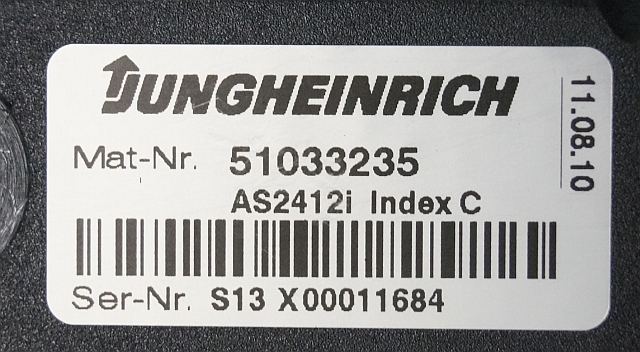 JUNGHEINRICH
Mat-Nr. 51033235
AS2412i Index C
Ser-Nr. S13 X00011684
11.08.10